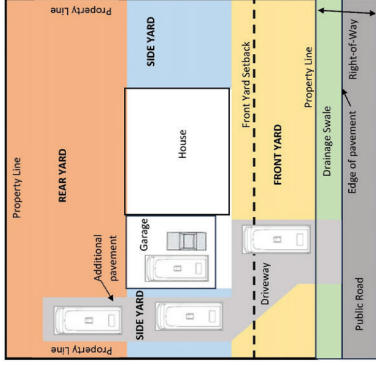 Property Line
Property Line
REAR YARD
Additional
pavement
Property Line
SIDE YARD
House
Garage
SIDE YARD
Front Yard Setback
FRONT YARD
Driveway
Property Line
Drainage Swale
Right-of-Way
Edge of pavement
Public Road